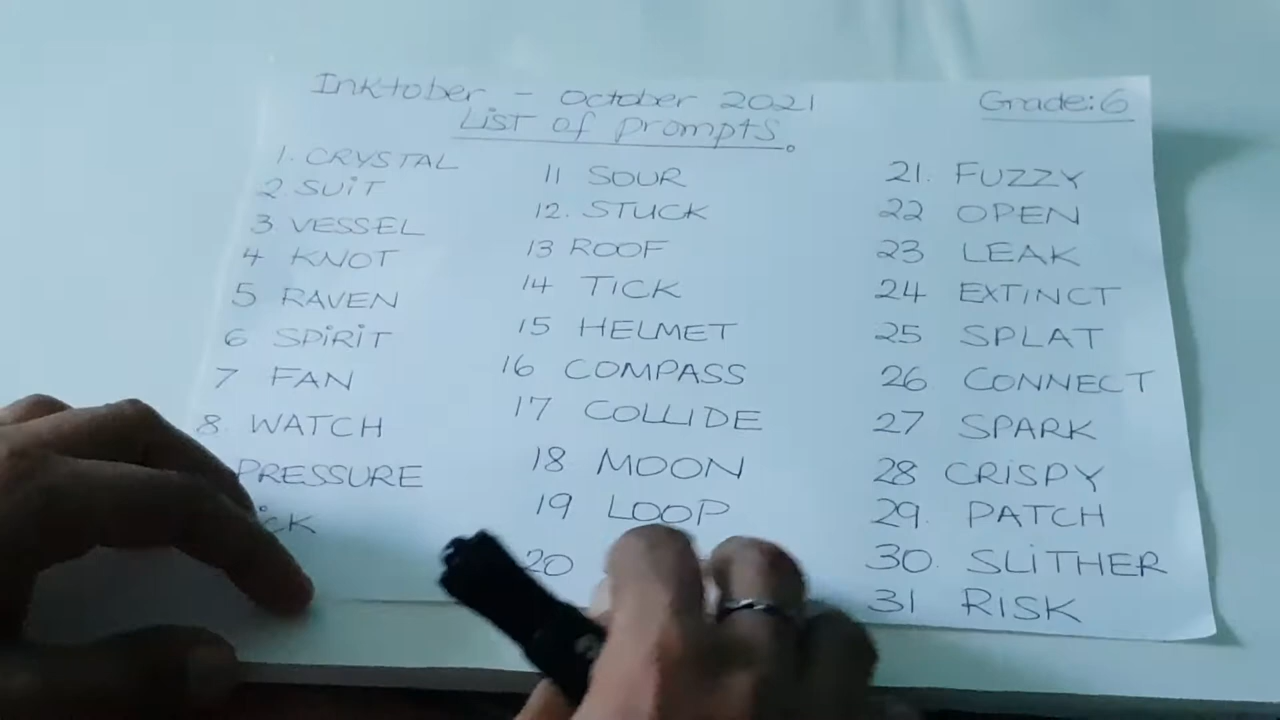 Inktober - October 2021
Grade: 6
List of prompts.
1. CRYSTAL
2. SUIT
3 VESSEL
4 KNOT
5 RAVEN
6 SPIRIT
7 FAN
8. WATCH
PRESSURE
11 SOUR
12. STUCK
13 ROOF
14 TICK
15 HELMET
16 COMPASS
17 COLLIDE
18 MOON
19 LOOP
20
21. FUZZY
22 OPEN
23 LEAK
24 EXTINCT
25 SPLAT
26 CONNECT
27 SPARK
28 CRISPY
29. PATCH
30. SLITHER
31 RISK